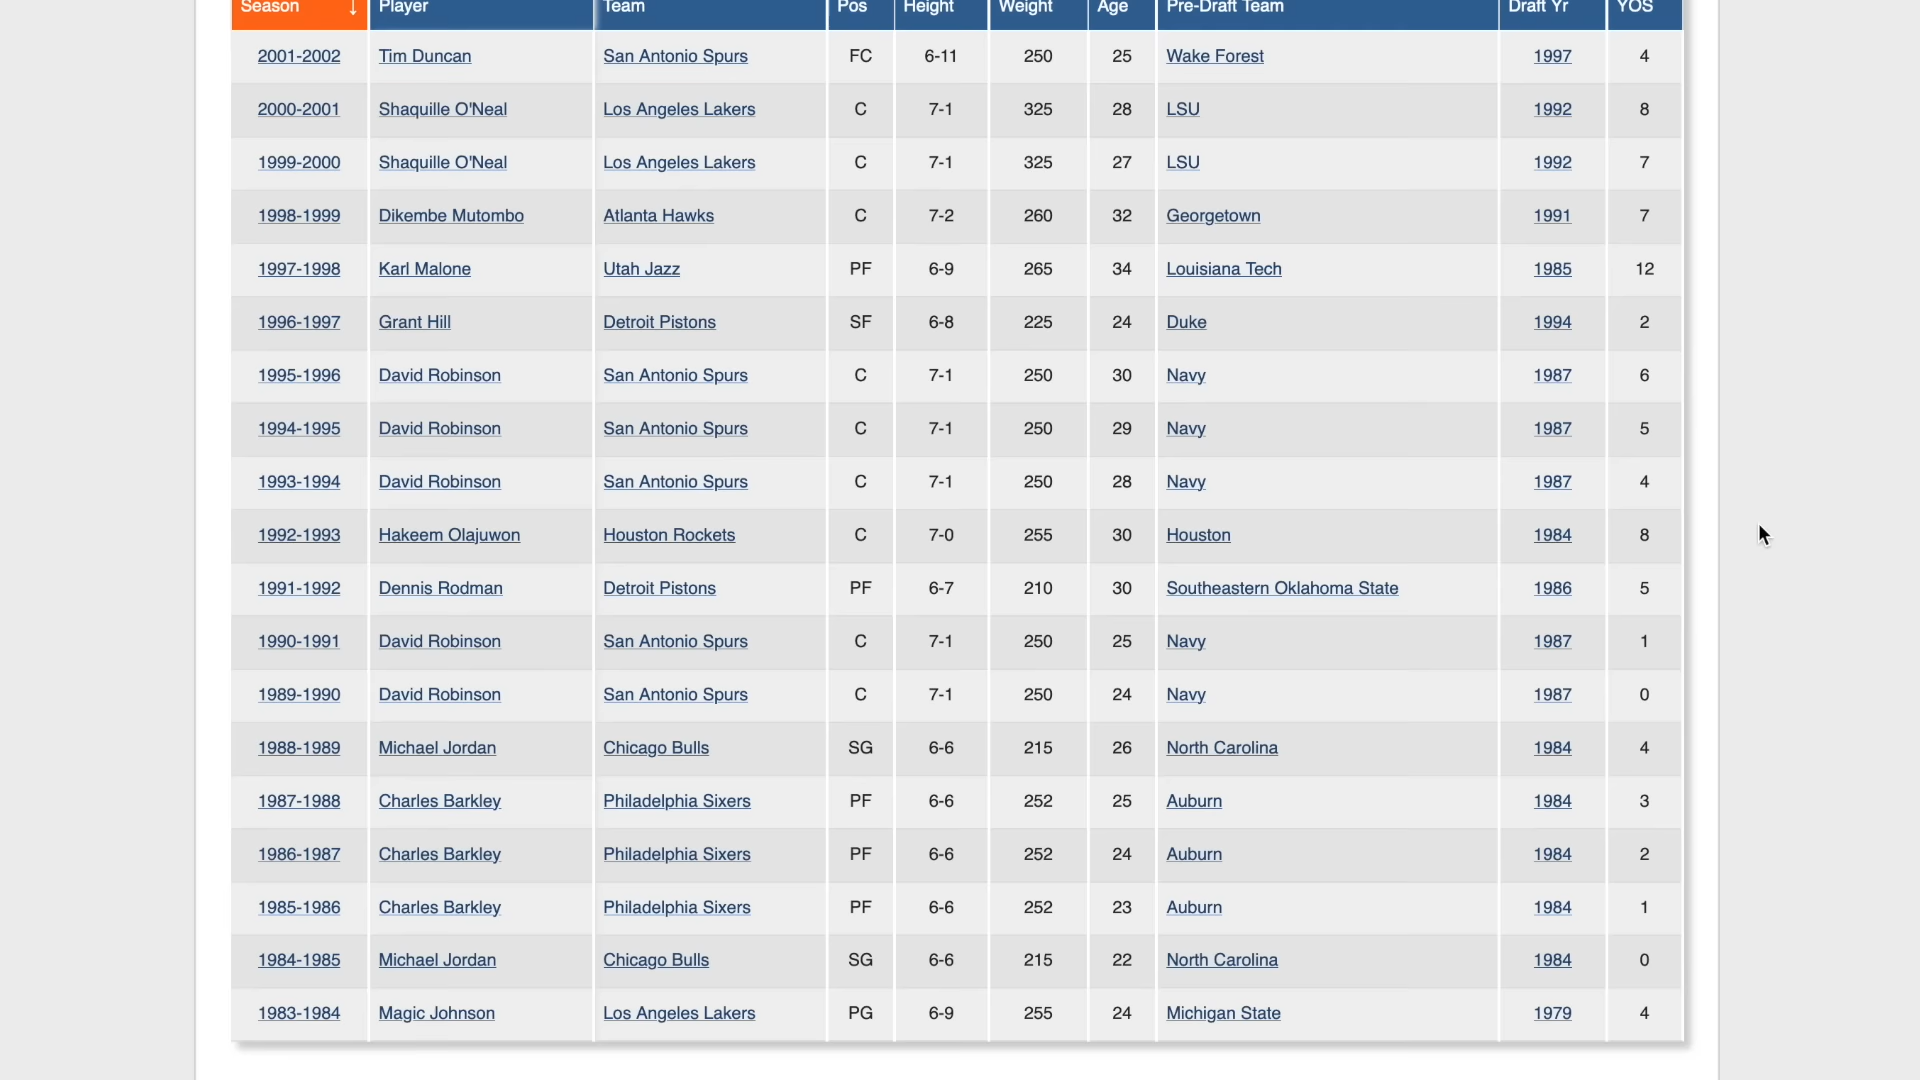 Season ↓ Player Team Pos Height Weight Age Pre-Draft Team Draft Yr YOS
2001-2002 Tim Duncan San Antonio Spurs FC 6-11 250 25 Wake Forest 1997 4
2000-2001 Shaquille O'Neal Los Angeles Lakers C 7-1 325 28 LSU 1992 8
1999-2000 Shaquille O'Neal Los Angeles Lakers C 7-1 325 27 LSU 1992 7
1998-1999 Dikembe Mutombo Atlanta Hawks C 7-2 260 32 Georgetown 1991 7
1997-1998 Karl Malone Utah Jazz PF 6-9 265 34 Louisiana Tech 1985 12
1996-1997 Grant Hill Detroit Pistons SF 6-8 225 24 Duke 1994 2
1995-1996 David Robinson San Antonio Spurs C 7-1 250 30 Navy 1987 6
1994-1995 David Robinson San Antonio Spurs C 7-1 250 29 Navy 1987 5
1993-1994 David Robinson San Antonio Spurs C 7-1 250 28 Navy 1987 4
1992-1993 Hakeem Olajuwon Houston Rockets C 7-0 255 30 Houston 1984 8
1991-1992 Dennis Rodman Detroit Pistons PF 6-7 210 30 Southeastern Oklahoma State 1986 5
1990-1991 David Robinson San Antonio Spurs C 7-1 250 25 Navy 1987 1
1989-1990 David Robinson San Antonio Spurs C 7-1 250 24 Navy 1987 0
1988-1989 Michael Jordan Chicago Bulls SG 6-6 215 26 North Carolina 1984 4
1987-1988 Charles Barkley Philadelphia Sixers PF 6-6 252 25 Auburn 1984 3
1986-1987 Charles Barkley Philadelphia Sixers PF 6-6 252 24 Auburn 1984 2
1985-1986 Charles Barkley Philadelphia Sixers PF 6-6 252 23 Auburn 1984 1
1984-1985 Michael Jordan Chicago Bulls SG 6-6 215 22 North Carolina 1984 0
1983-1984 Magic Johnson Los Angeles Lakers PG 6-9 255 24 Michigan State 1979 4